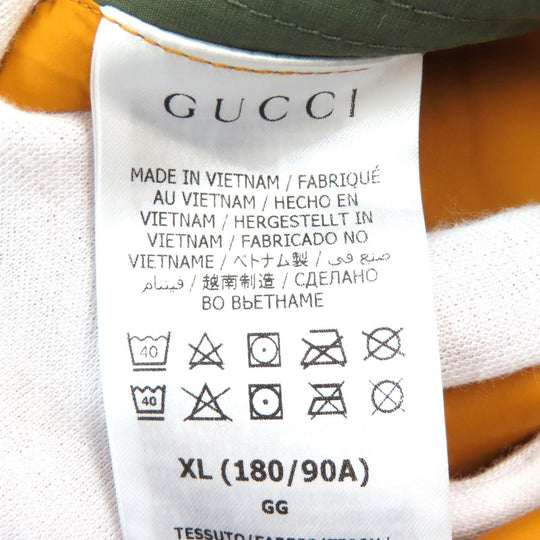 GUCCI
MADE IN VIETNAM / FABRIQUÉ
AU VIETNAM / HECHO EN
VIETNAM / HERGESTELLT IN
VIETNAM / FABRICADO NO
VIETNAME / ベトナム製 / صنع في
فيتنام / 越南制造 / СДЕЛАНО
ВО ВЬЕТНАМЕ
40
40
XL (180/90A)
GG
TESSUTO/